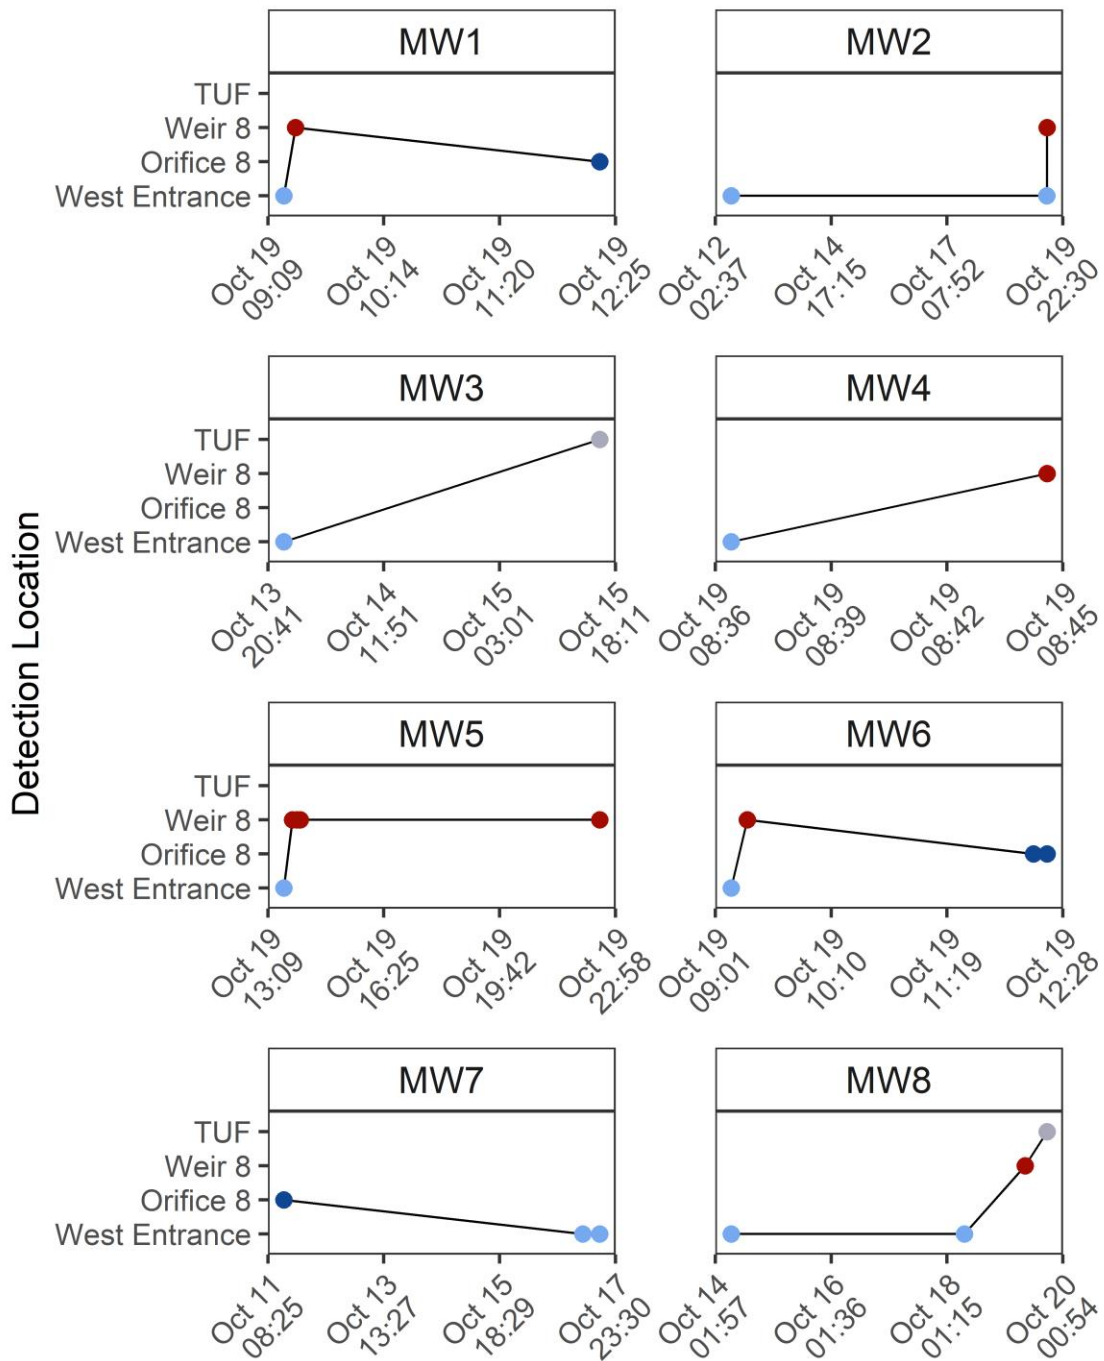 Detection Location
MW1
MW2
TUF
Weir 8
Orifice 8
West Entrance
Oct 19
09:09
Oct 19
10:14
Oct 19
11:20
Oct 19
12:25
Oct 12
02:37
Oct 14
17:15
Oct 17
07:52
Oct 19
22:30
MW3
MW4
TUF
Weir 8
Orifice 8
West Entrance
Oct 13
20:41
Oct 14
11:51
Oct 15
03:01
Oct 15
18:11
Oct 19
08:36
Oct 19
08:39
Oct 19
08:42
Oct 19
08:45
MW5
MW6
TUF
Weir 8
Orifice 8
West Entrance
Oct 19
13:09
Oct 19
16:25
Oct 19
19:42
Oct 19
22:58
Oct 19
09:01
Oct 19
10:10
Oct 19
11:19
Oct 19
12:28
MW7
MW8
TUF
Weir 8
Orifice 8
West Entrance
Oct 11
08:25
Oct 13
13:27
Oct 15
18:29
Oct 17
23:30
Oct 14
01:57
Oct 16
01:36
Oct 18
01:15
Oct 20
00:54